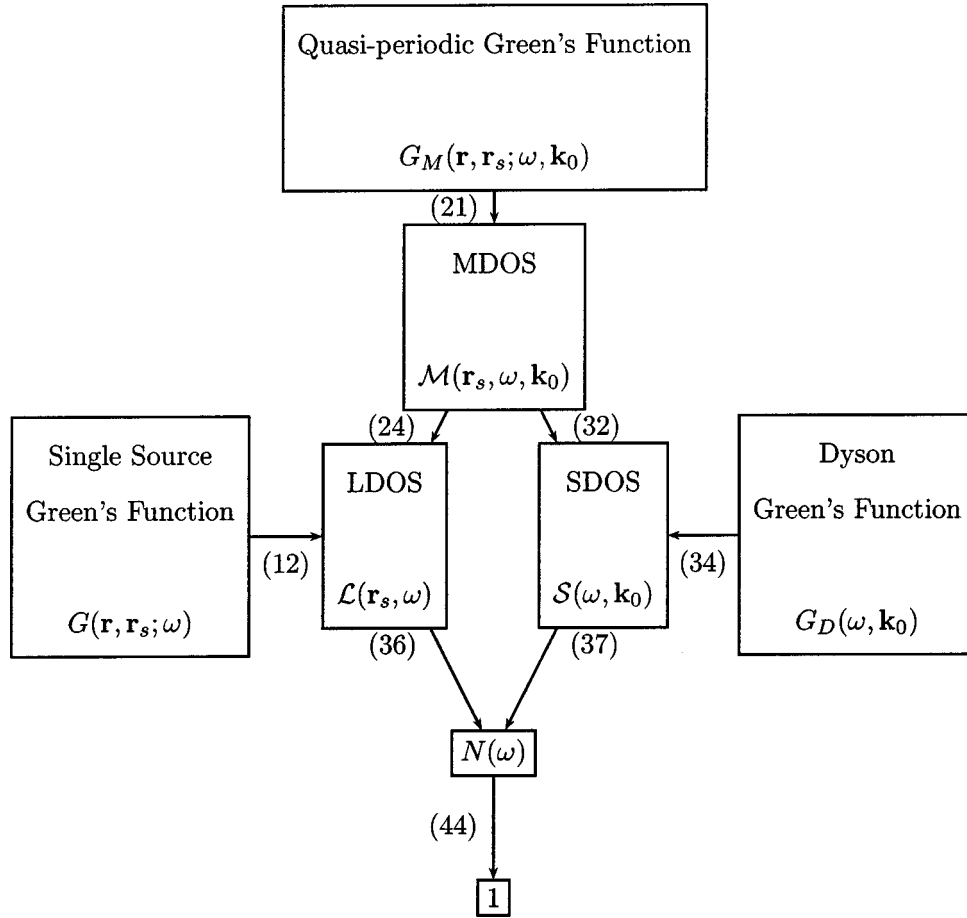 Quasi-periodic Green's Function
G_M(r, r_s; ω, k_0)
(21)
MDOS
M(r_s, ω, k_0)
(24)
(32)
Single Source
Green's Function
G(r, r_s; ω)
(12)
LDOS
L(r_s, ω)
(36)
SDOS
S(ω, k_0)
(37)
(34)
Dyson
Green's Function
G_D(ω, k_0)
N(ω)
(44)
1